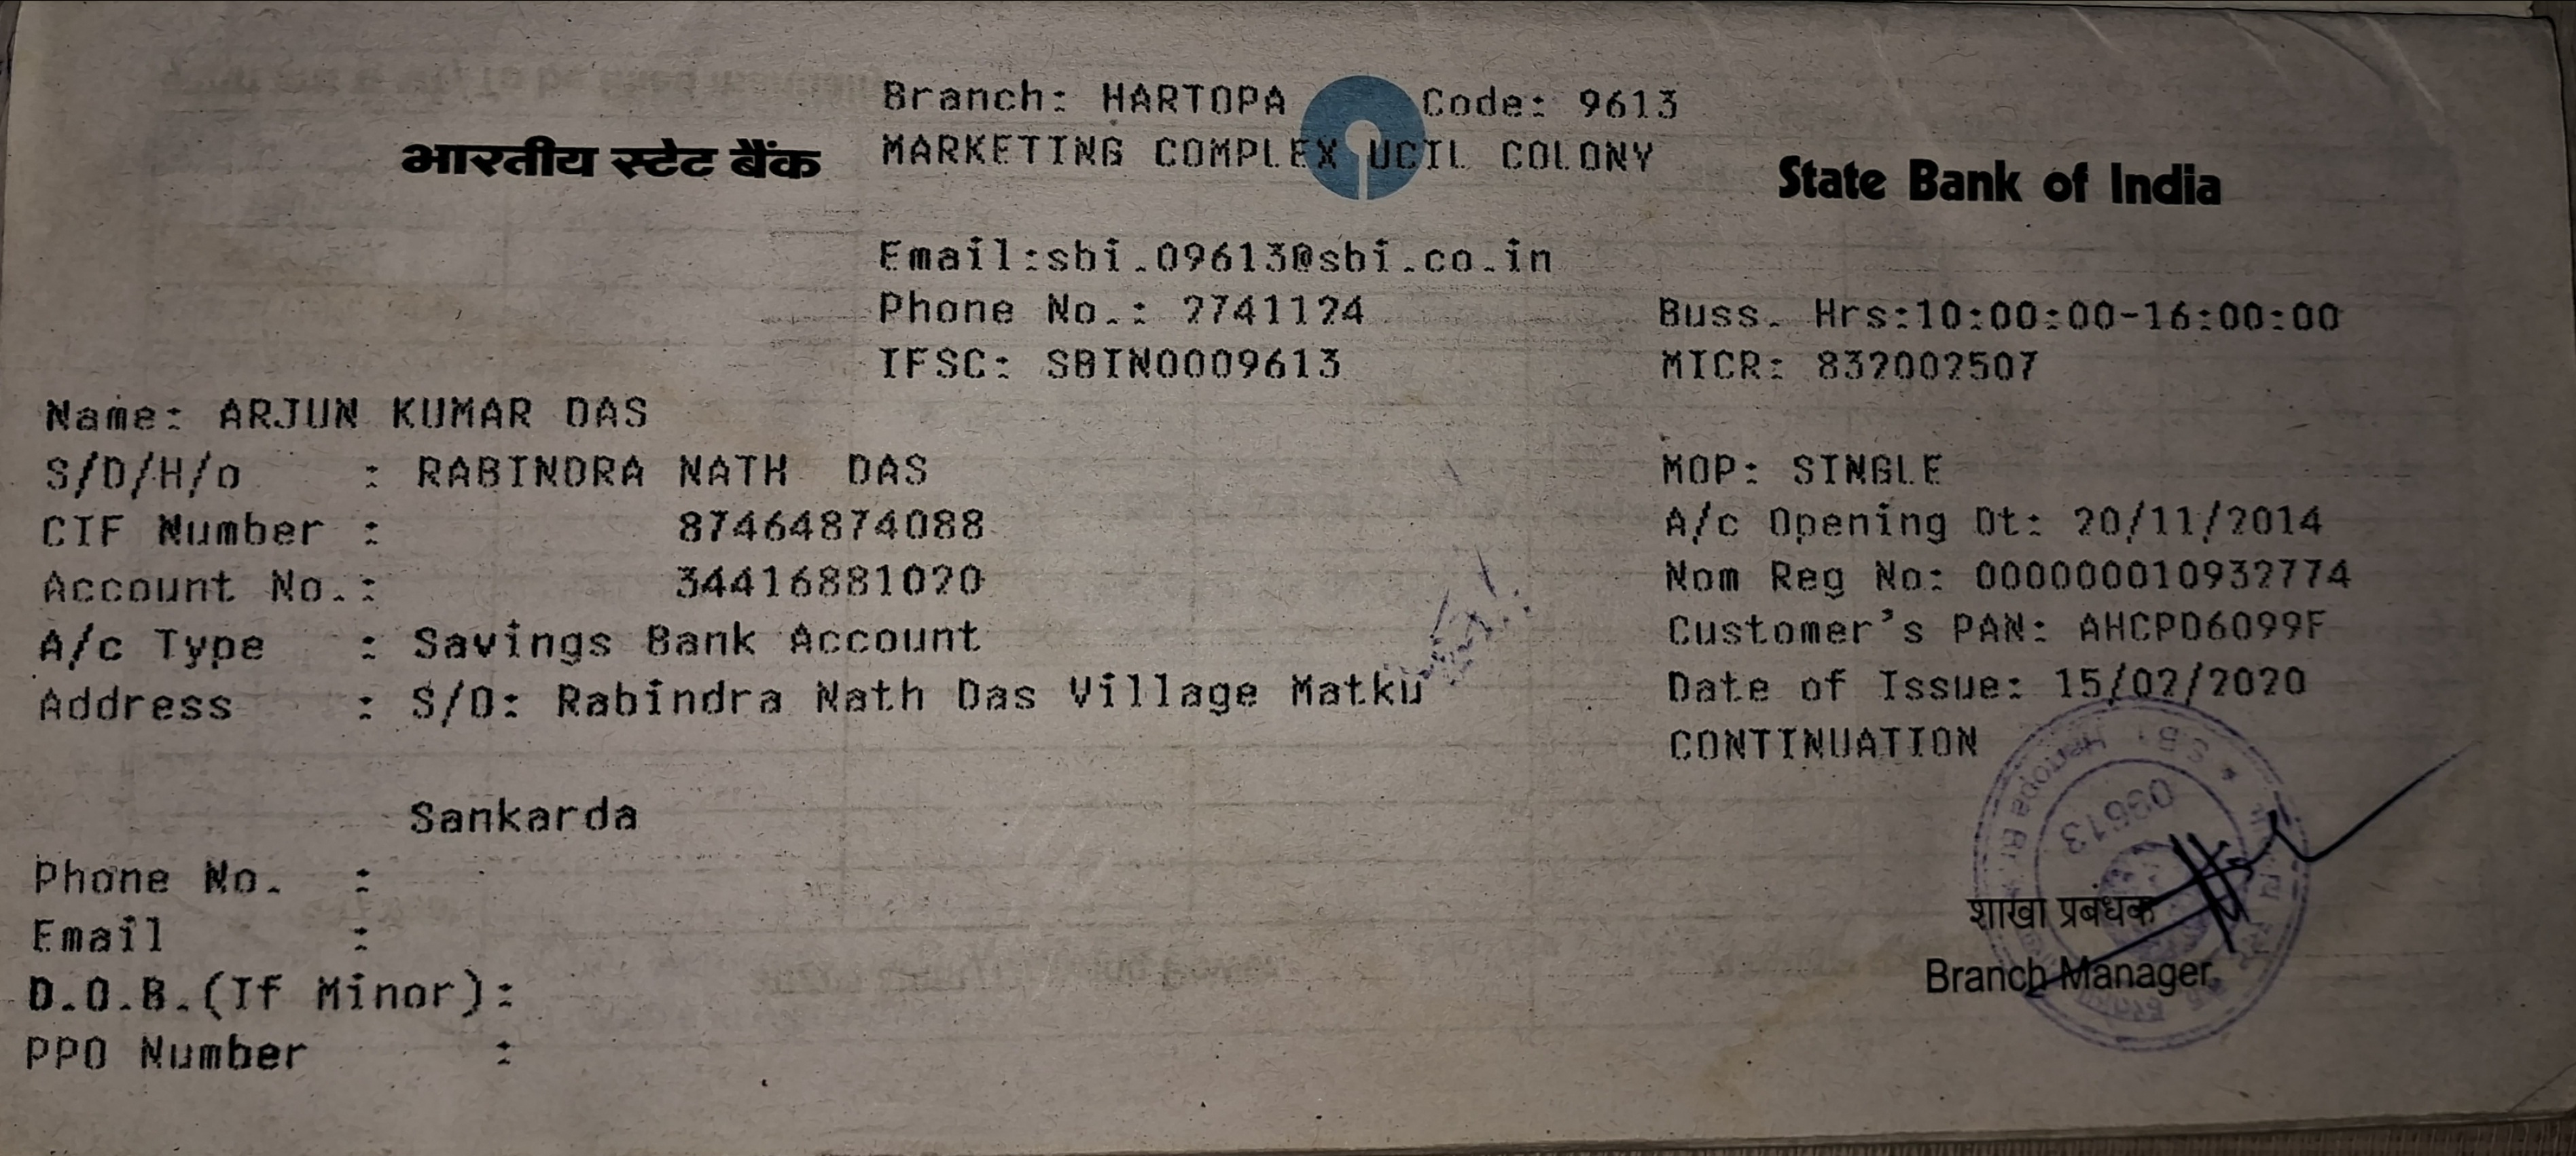 Branch: HARTOPA Code: 9613
भारतीय स्टेट बैंक MARKETING COMPLEX UCIL COLONY State Bank of India
Email:sbi.09613@sbi.co.in
Phone No.: 2741124 Buss. Hrs:10:00:00-16:00:00
IFSC: SBIN0009613 MICR: 832002507
Name: ARJUN KUMAR DAS
S/D/H/o : RABINDRA NATH DAS MOP: SINGLE
CIF Number : 87464874088 A/c Opening Dt: 20/11/2014
Account No.: 34416881020 Nom Reg No: 000000010932774
A/c Type : Savings Bank Account Customer's PAN: AHCPD6099F
Address : S/O: Rabindra Nath Das Village Matku Date of Issue: 15/02/2020
CONTINUATION
Sankarda
Phone No. :
Email :
D.O.B.(If Minor):
PPO Number :
SBI Hartopa Br.
09613
शाखा प्रबंधक
Branch Manager